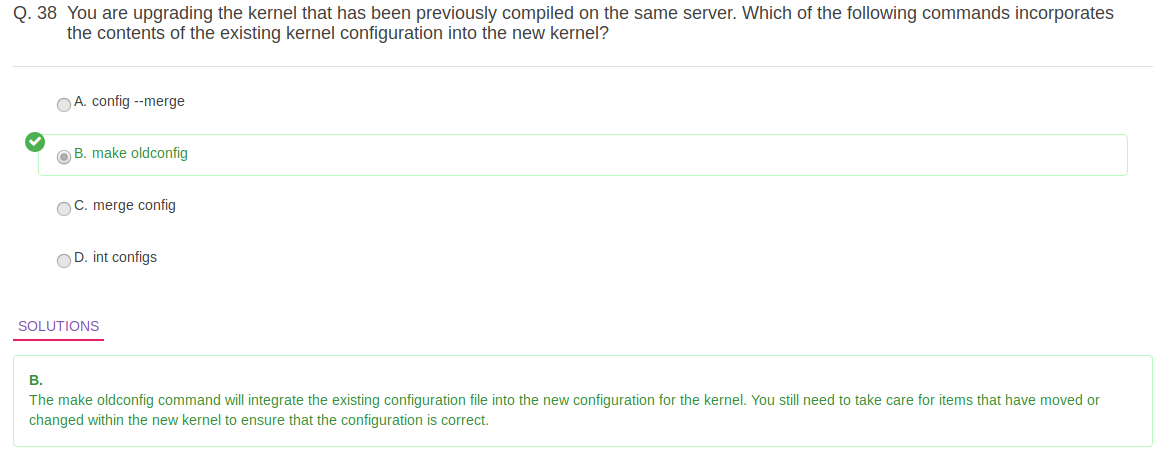 Q. 38 You are upgrading the kernel that has been previously compiled on the same server. Which of the following commands incorporates
the contents of the existing kernel configuration into the new kernel?
A. config --merge
B. make oldconfig
C. merge config
D. int configs
SOLUTIONS
B.
The make oldconfig command will integrate the existing configuration file into the new configuration for the kernel. You still need to take care for items that have moved or
changed within the new kernel to ensure that the configuration is correct.